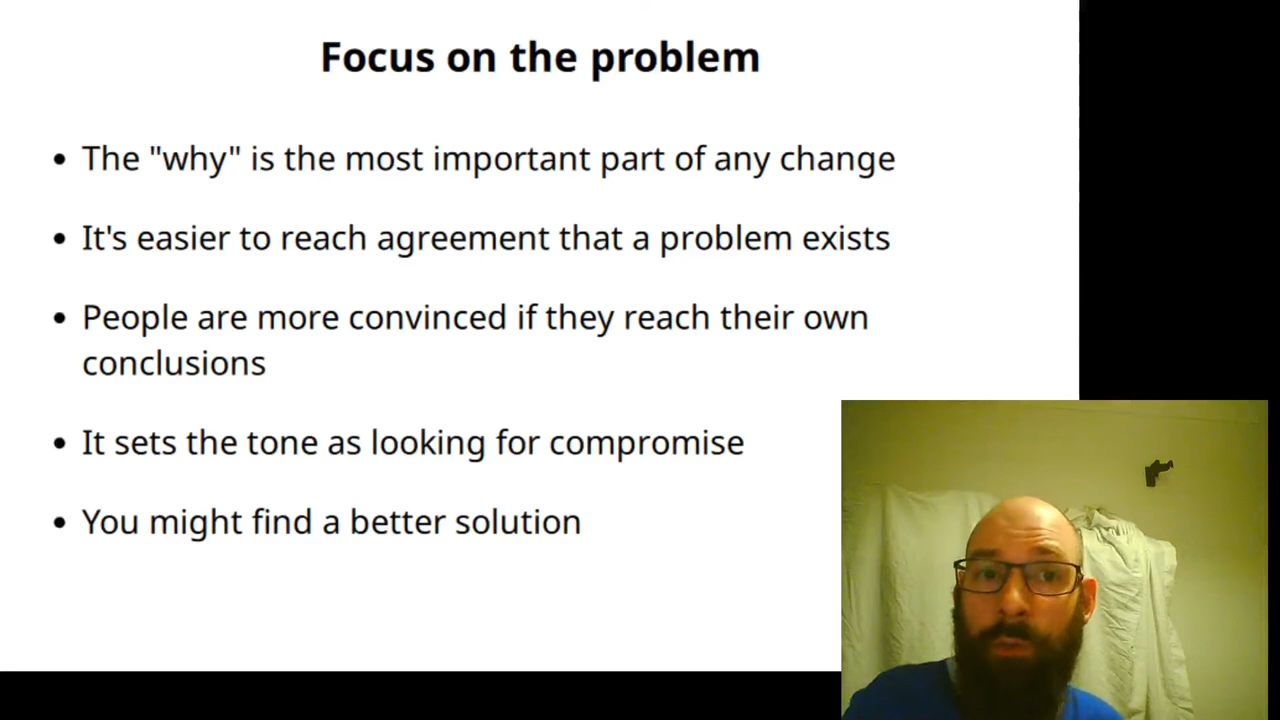 Focus on the problem
• The "why" is the most important part of any change
• It's easier to reach agreement that a problem exists
• People are more convinced if they reach their own
conclusions
• It sets the tone as looking for compromise
• You might find a better solution